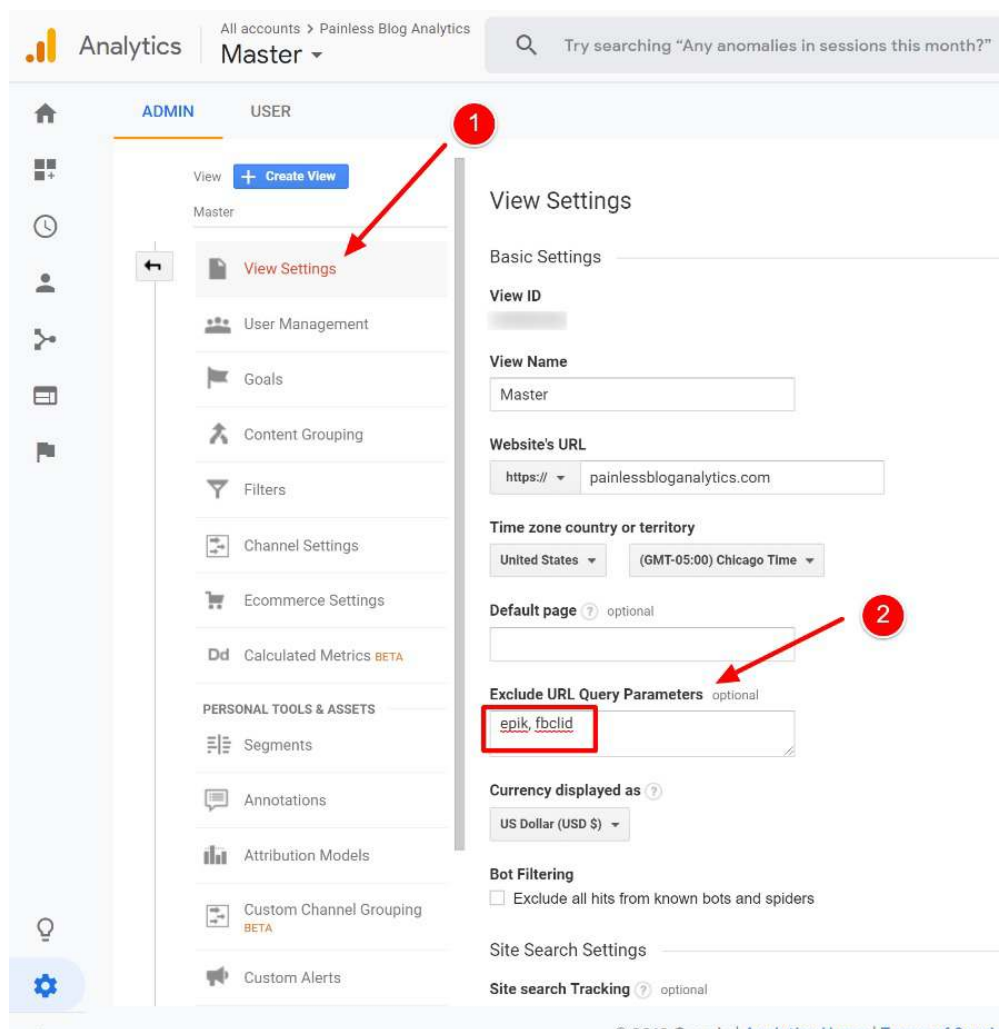 Analytics
All accounts > Painless Blog Analytics
Master
Try searching “Any anomalies in sessions this month?”
ADMIN
USER
1
View
+ Create View
Master
View Settings
User Management
Goals
Content Grouping
Filters
Channel Settings
Ecommerce Settings
Dd Calculated Metrics BETA
PERSONAL TOOLS & ASSETS
Segments
Annotations
Attribution Models
Custom Channel Grouping
BETA
Custom Alerts
View Settings
Basic Settings
View ID
View Name
Master
Website's URL
https:// painlessbloganalytics.com
Time zone country or territory
United States (GMT-05:00) Chicago Time
Default page ? optional
2
Exclude URL Query Parameters optional
epik, fbclid
Currency displayed as ?
US Dollar (USD $)
Bot Filtering
Exclude all hits from known bots and spiders
Site Search Settings
Site search Tracking ? optional